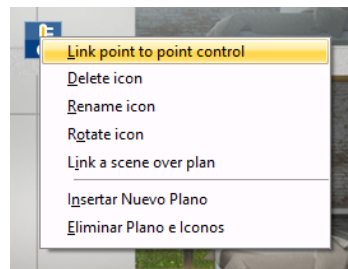 Link point to point control
Delete icon
Rename icon
Rotate icon
Link a scene over plan
Insertar Nuevo Plano
Eliminar Plano e Iconos